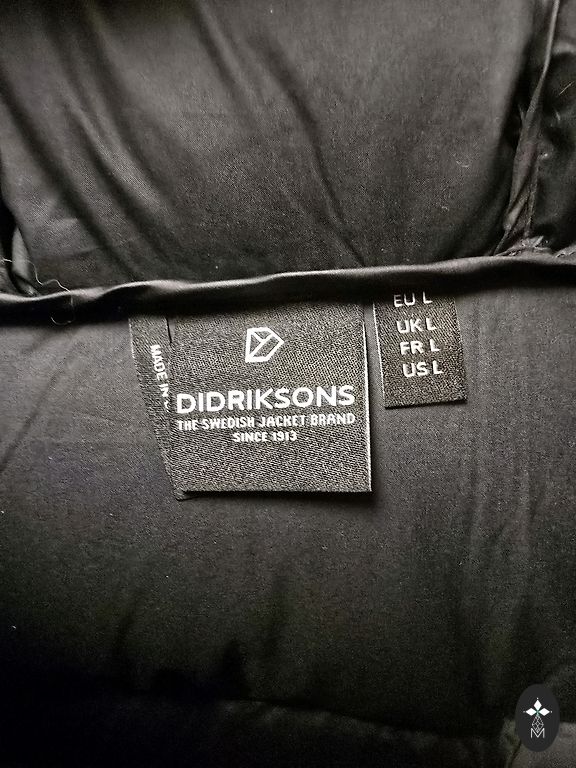 MADE IN
DIDRIKSONS
THE SWEDISH JACKET BRAND
SINCE 1913
EU L
UK L
FR L
US L
M